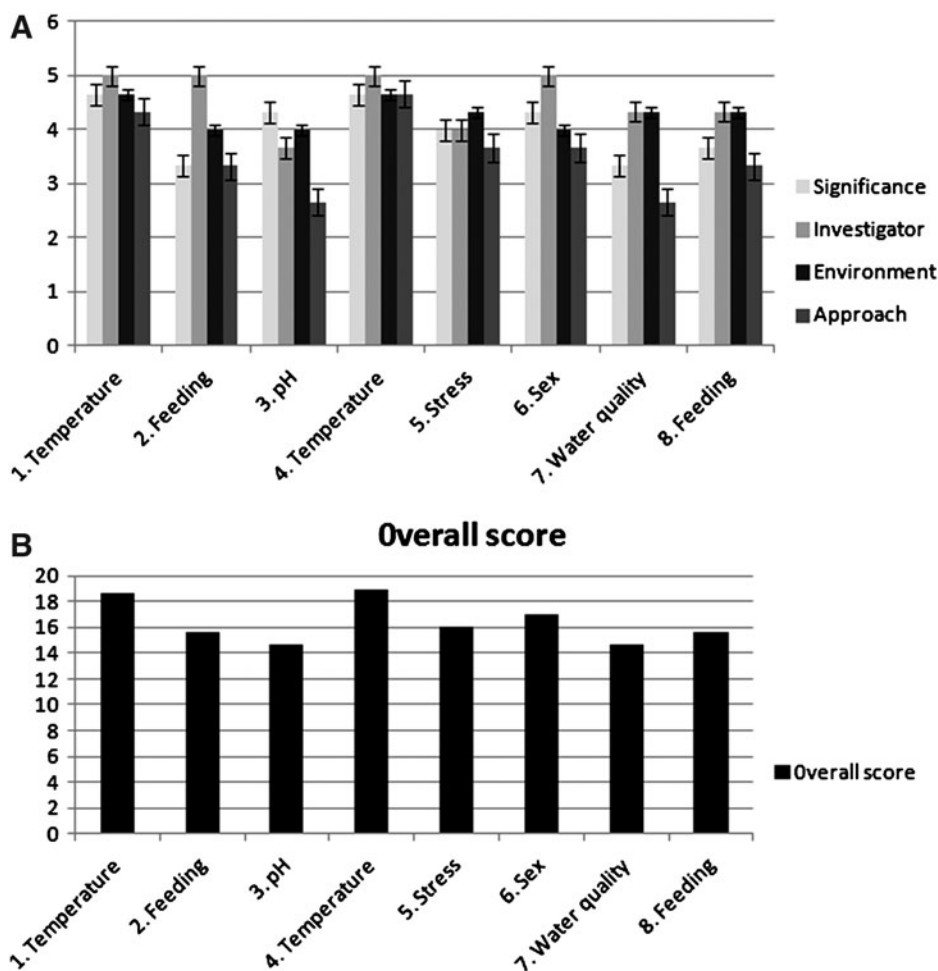 A
6
5
4
3
2
1
0
Significance
Investigator
Environment
Approach
1. Temperature
2. Feeding
3. pH
4. Temperature
5. Stress
6. Sex
7. Water quality
8. Feeding
B
0verall score
20
18
16
14
12
10
8
6
4
2
0
0verall score
1. Temperature
2. Feeding
3. pH
4. Temperature
5. Stress
6. Sex
7. Water quality
8. Feeding